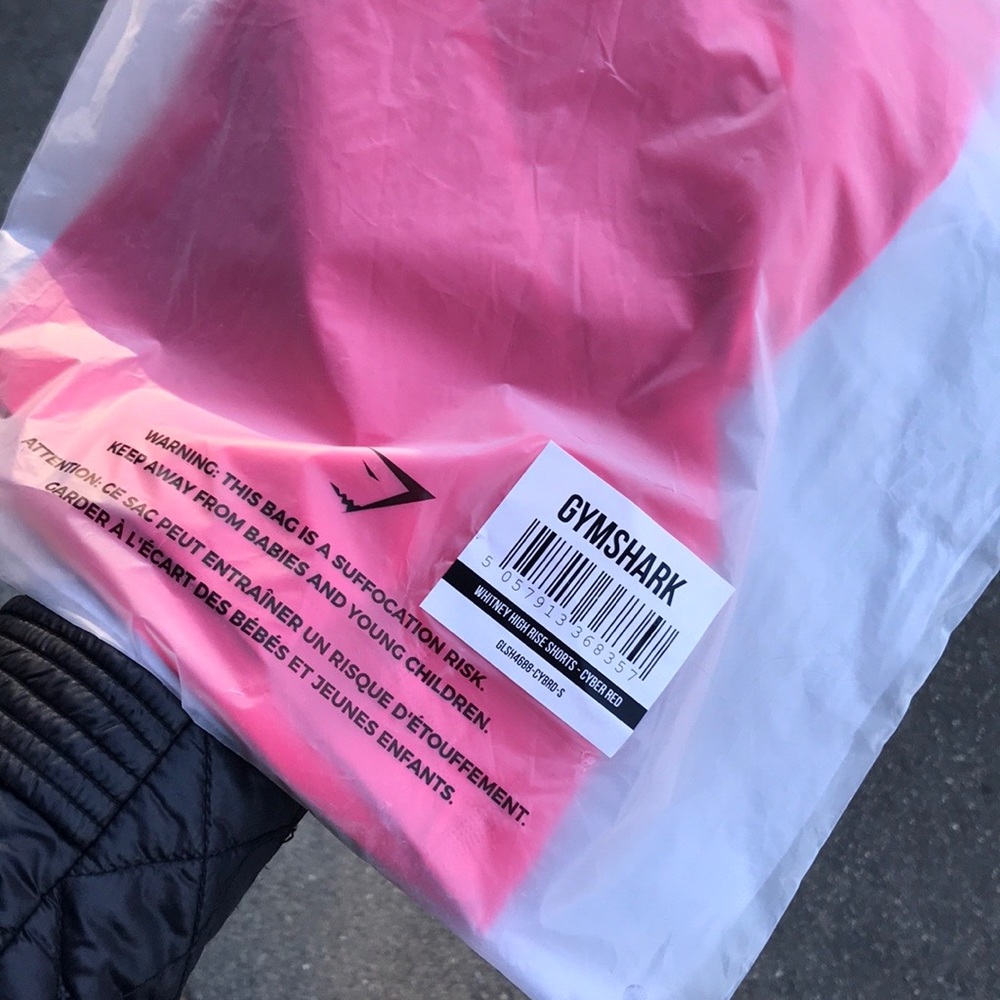 WARNING: THIS BAG IS A SUFFOCATION RISK.
KEEP AWAY FROM BABIES AND YOUNG CHILDREN.
ATTENTION: CE SAC PEUT ENTRAÎNER UN RISQUE D'ÉTOUFFEMENT.
GARDER À L'ÉCART DES BÉBÉS ET JEUNES ENFANTS.
GYMSHARK
5 057913 368357
WHITNEY HIGH RISE SHORTS - CYBER RED
GLSH4688-CYBRD-S